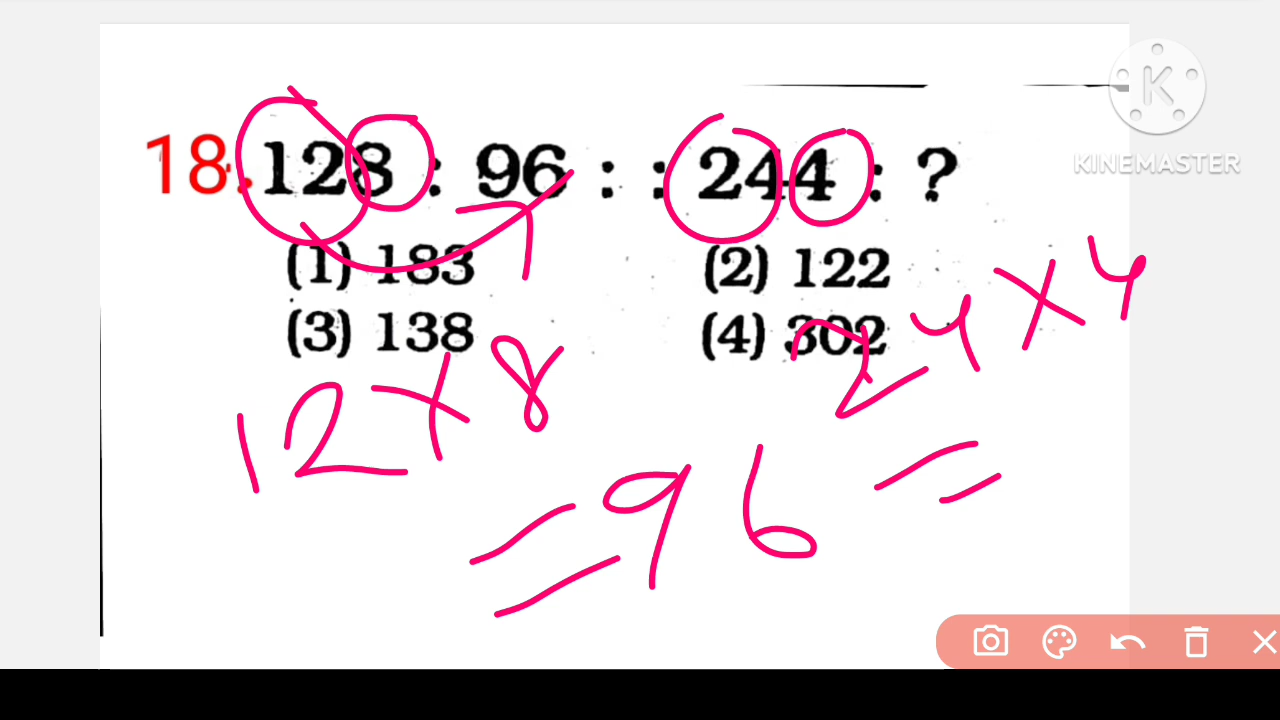 18. 128 : 96 : : 244 : ?
KINEMASTER
(1) 183 (2) 122
(3) 138 (4) 302
12 × 8 24 × 4
= 96 =